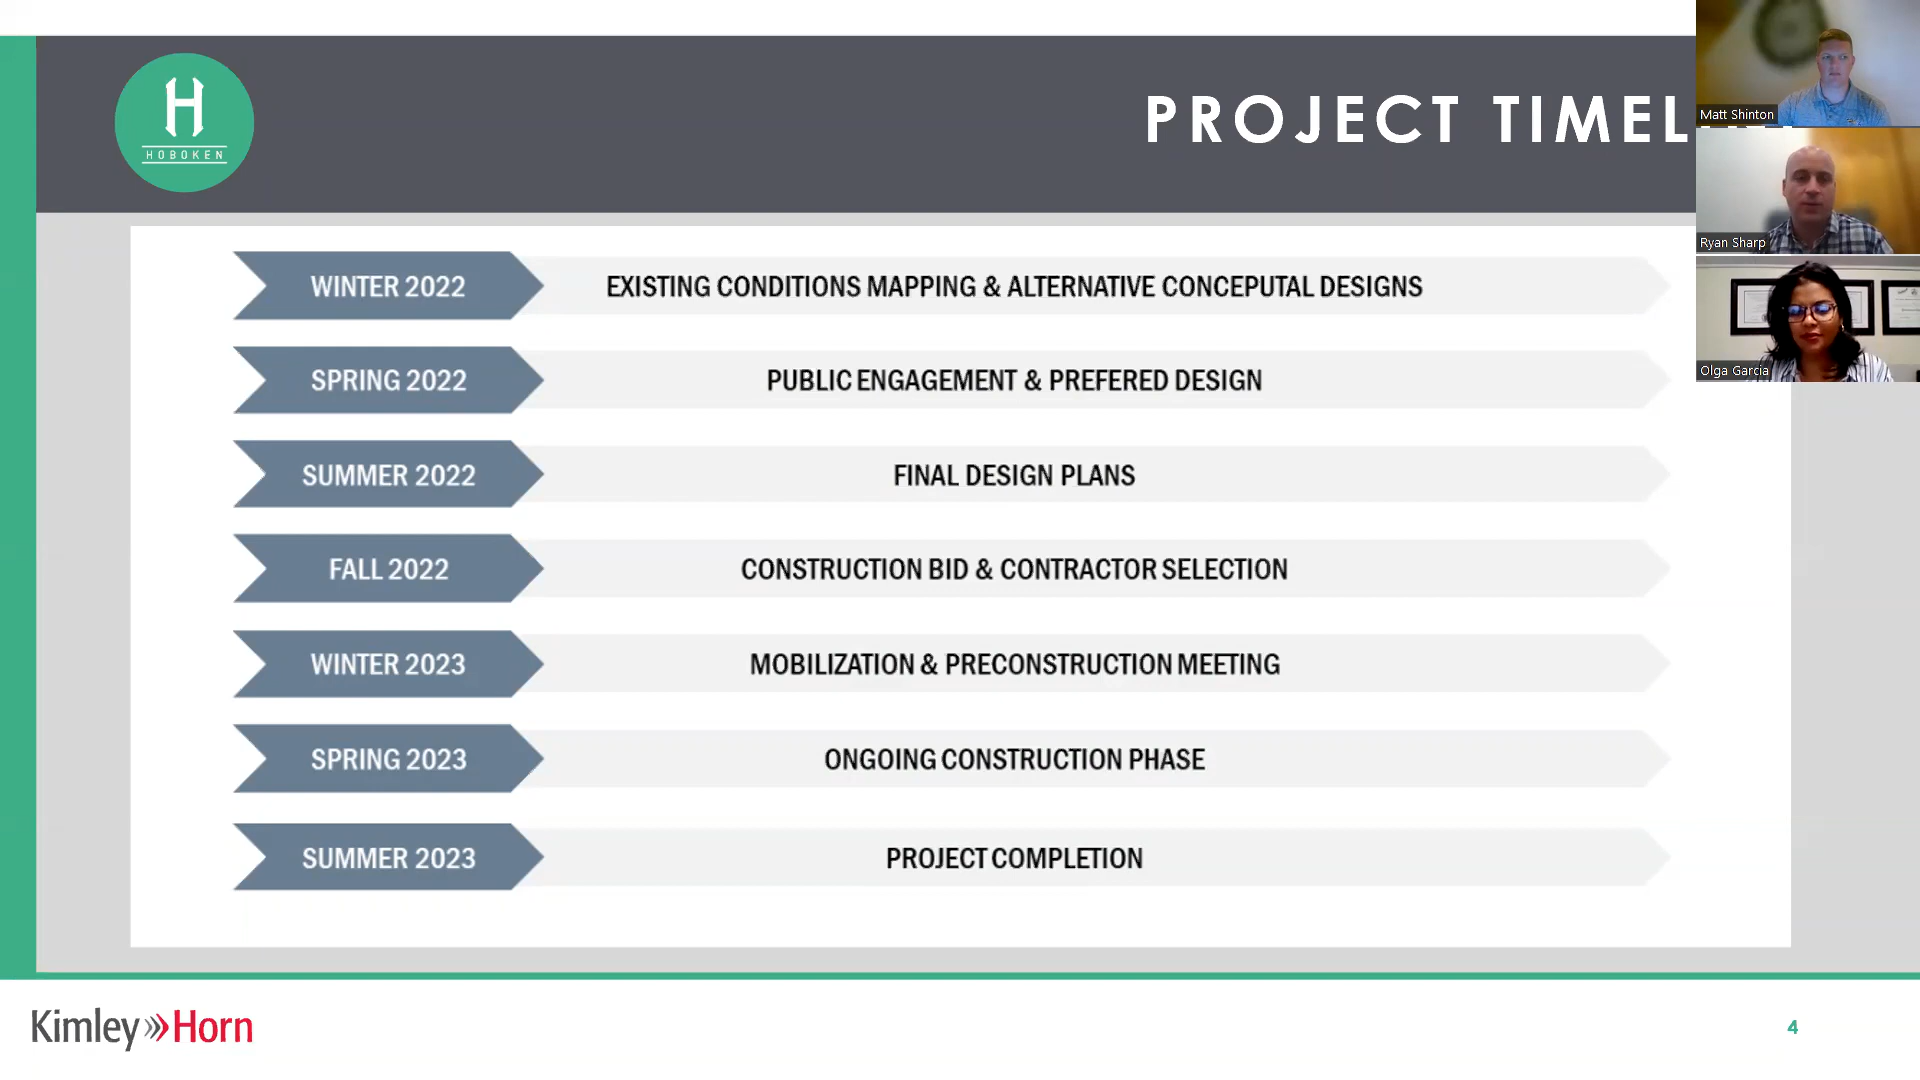 H
HOBOKEN
PROJECT TIMEL
Matt Shinton
Ryan Sharp
Olga Garcia
WINTER 2022 EXISTING CONDITIONS MAPPING & ALTERNATIVE CONCEPUTAL DESIGNS
SPRING 2022 PUBLIC ENGAGEMENT & PREFERED DESIGN
SUMMER 2022 FINAL DESIGN PLANS
FALL 2022 CONSTRUCTION BID & CONTRACTOR SELECTION
WINTER 2023 MOBILIZATION & PRECONSTRUCTION MEETING
SPRING 2023 ONGOING CONSTRUCTION PHASE
SUMMER 2023 PROJECT COMPLETION
Kimley Horn
4